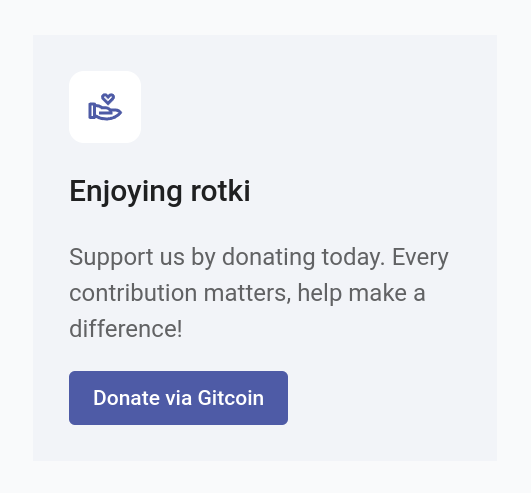 Enjoying rotki
Support us by donating today. Every
contribution matters, help make a
difference!
Donate via Gitcoin